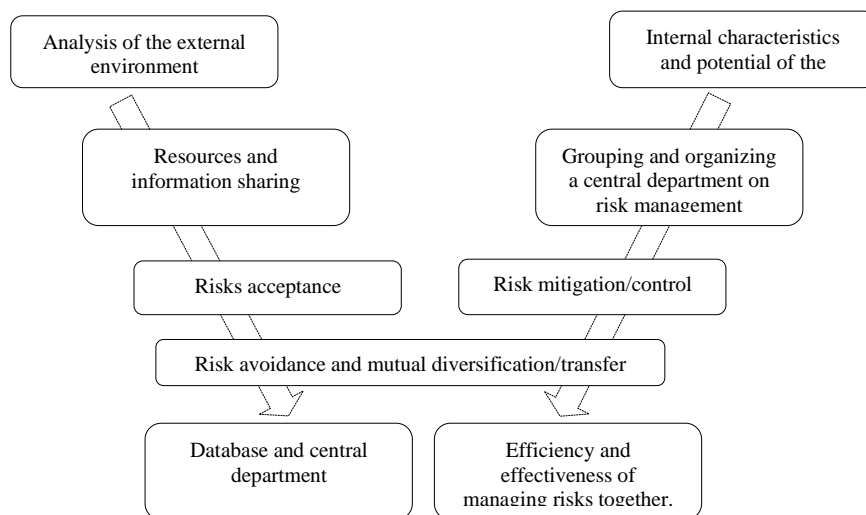 Analysis of the external
environment
Internal characteristics
and potential of the
Resources and
information sharing
Grouping and organizing
a central department on
risk management
Risks acceptance
Risk mitigation/control
Risk avoidance and mutual diversification/transfer
Database and central
department
Efficiency and
effectiveness of
managing risks together.